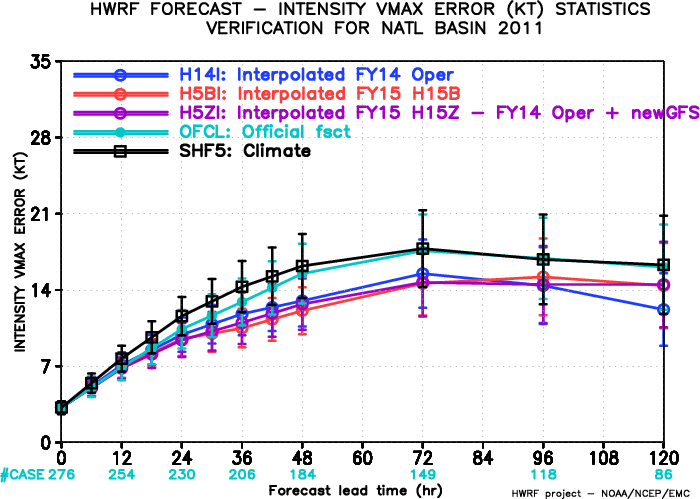 HWRF FORECAST – INTENSITY VMAX ERROR (KT) STATISTICS
VERIFICATION FOR NATL BASIN 2011
H14I: Interpolated FY14 Oper
H5BI: Interpolated FY15 H15B
H5ZI: Interpolated FY15 H15Z – FY14 Oper + newGFS
OFCL: Official fsct
SHF5: Climate
INTENSITY VMAX ERROR (KT)
35
28
21
14
7
0
0 12 24 36 48 60 72 84 96 108 120
#CASE 276 254 230 206 184 149 118 86
Forecast lead time (hr)
HWRF project – NOAA/NCEP/EMC